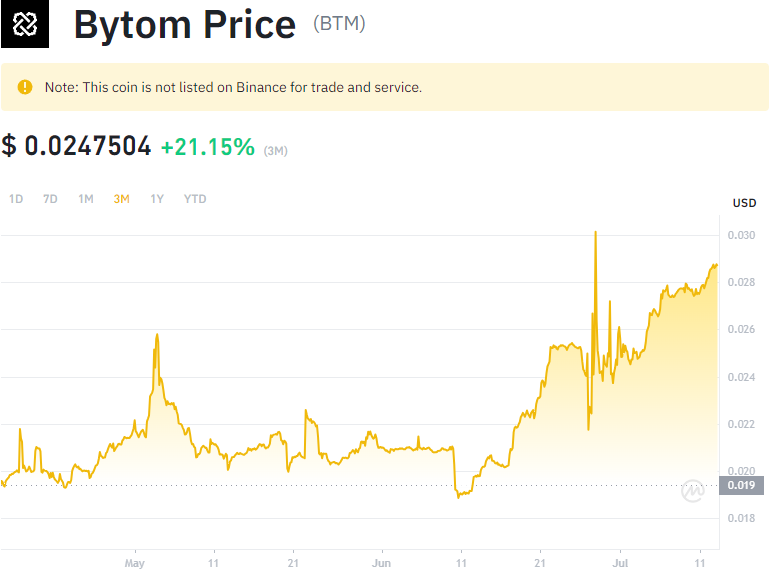 Bytom Price (BTM)
Note: This coin is not listed on Binance for trade and service.
$ 0.0247504 +21.15% (3M)
1D 7D 1M 3M 1Y YTD
USD
0.030
0.028
0.026
0.024
0.022
0.020
0.019
0.018
May 11 21 Jun 11 21 Jul 11